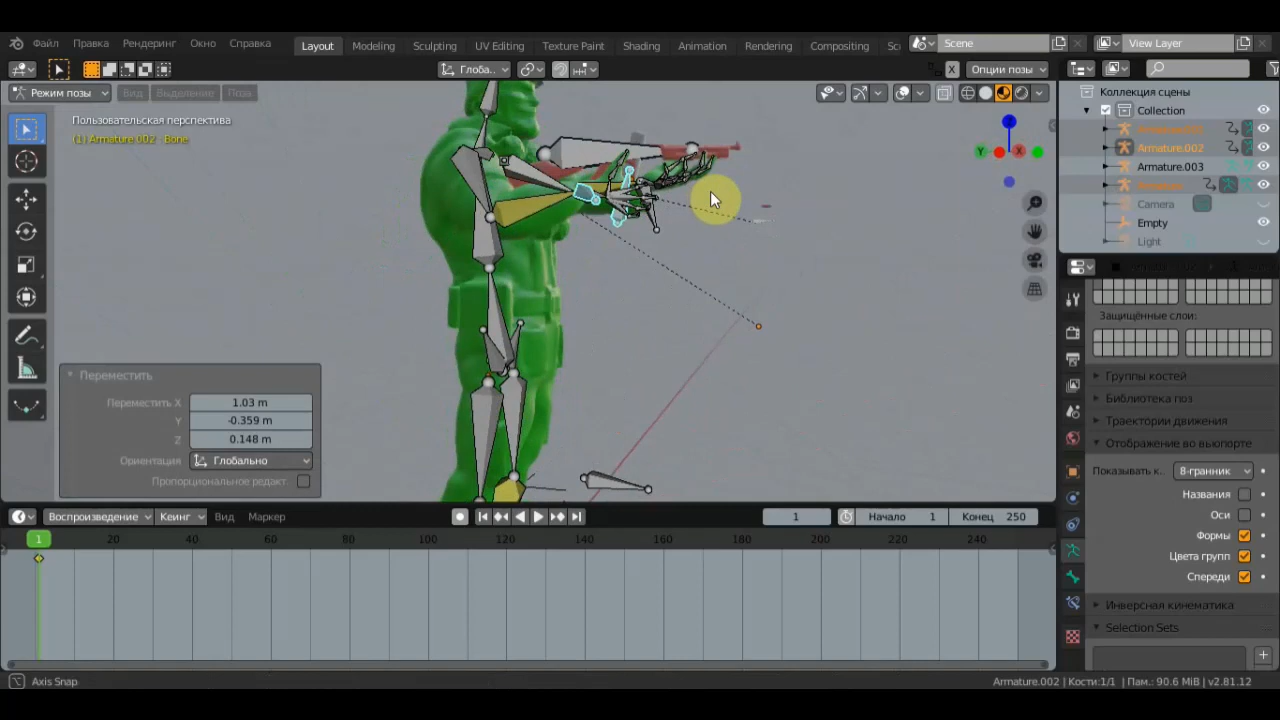 Файл Правка Рендеринг Окно Справка Layout Modeling Sculpting UV Editing Texture Paint Shading Animation Rendering Compositing Sc Scene View Layer
Глоба.. X Опции позы
Режим позы Вид Выделение Поза
Коллекция сцены
Пользовательская перспектива
(1) Armature.002 : Bone
Collection
Armature.002
Armature.003
Camera
Empty
Light
Y X
Защищённые слои:
Группы костей
Библиотека поз
Траектории движения
Отображение во вьюпорте
Показывать к.. 8-гранник
Названия
Оси
Формы
Цвета групп
Спереди
Инверсная кинематика
Selection Sets
Переместить
Переместить X 1.03 m
Y -0.359 m
Z 0.148 m
Ориентация Глобально
Пропорциональное редакт.
Воспроизведение Кеинг Вид Маркер 1 Начало 1 Конец 250
1 20 40 60 80 100 120 140 160 180 200 220 240
Axis Snap Armature.002 | Кости:1/1 | Пам.: 90.6 MiB | v2.81.12